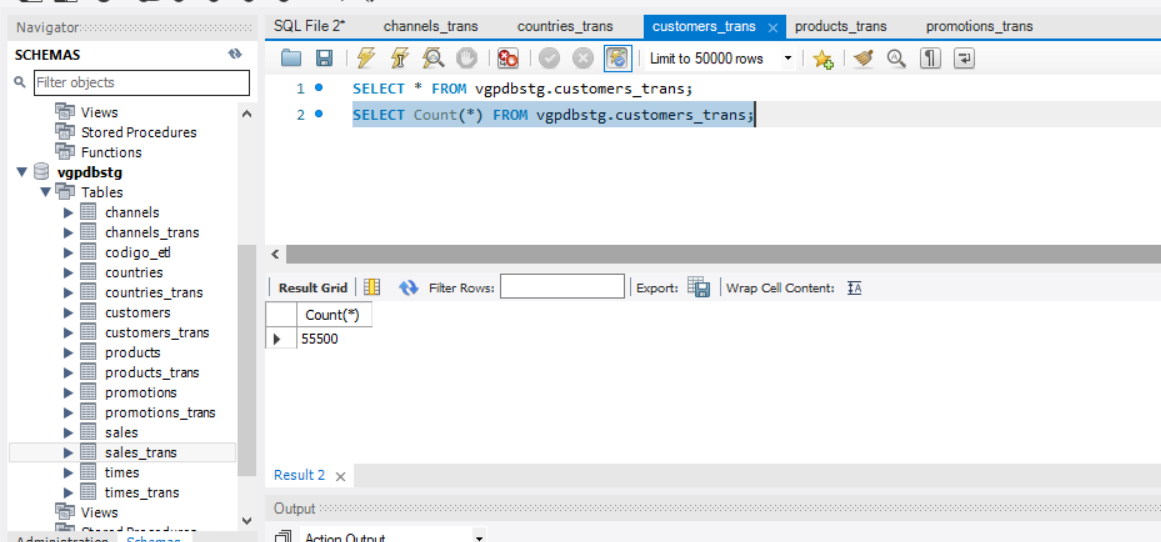 Navigator
SQL File 2*
channels_trans
countries_trans
customers_trans
products_trans
promotions_trans
SCHEMAS
Limit to 50000 rows
Filter objects
1
SELECT * FROM vgpdbstg.customers_trans;
2
SELECT Count(*) FROM vgpdbstg.customers_trans;
Views
Stored Procedures
Functions
vgpdbstg
Tables
channels
channels_trans
codigo_etl
countries
countries_trans
customers
customers_trans
products
products_trans
promotions
promotions_trans
sales
sales_trans
times
times_trans
Views
Stored Procedures
Administration
Schemas
Result Grid
Filter Rows:
Export:
Wrap Cell Content:
Count(*)
55500
Result 2
Output
Action Output